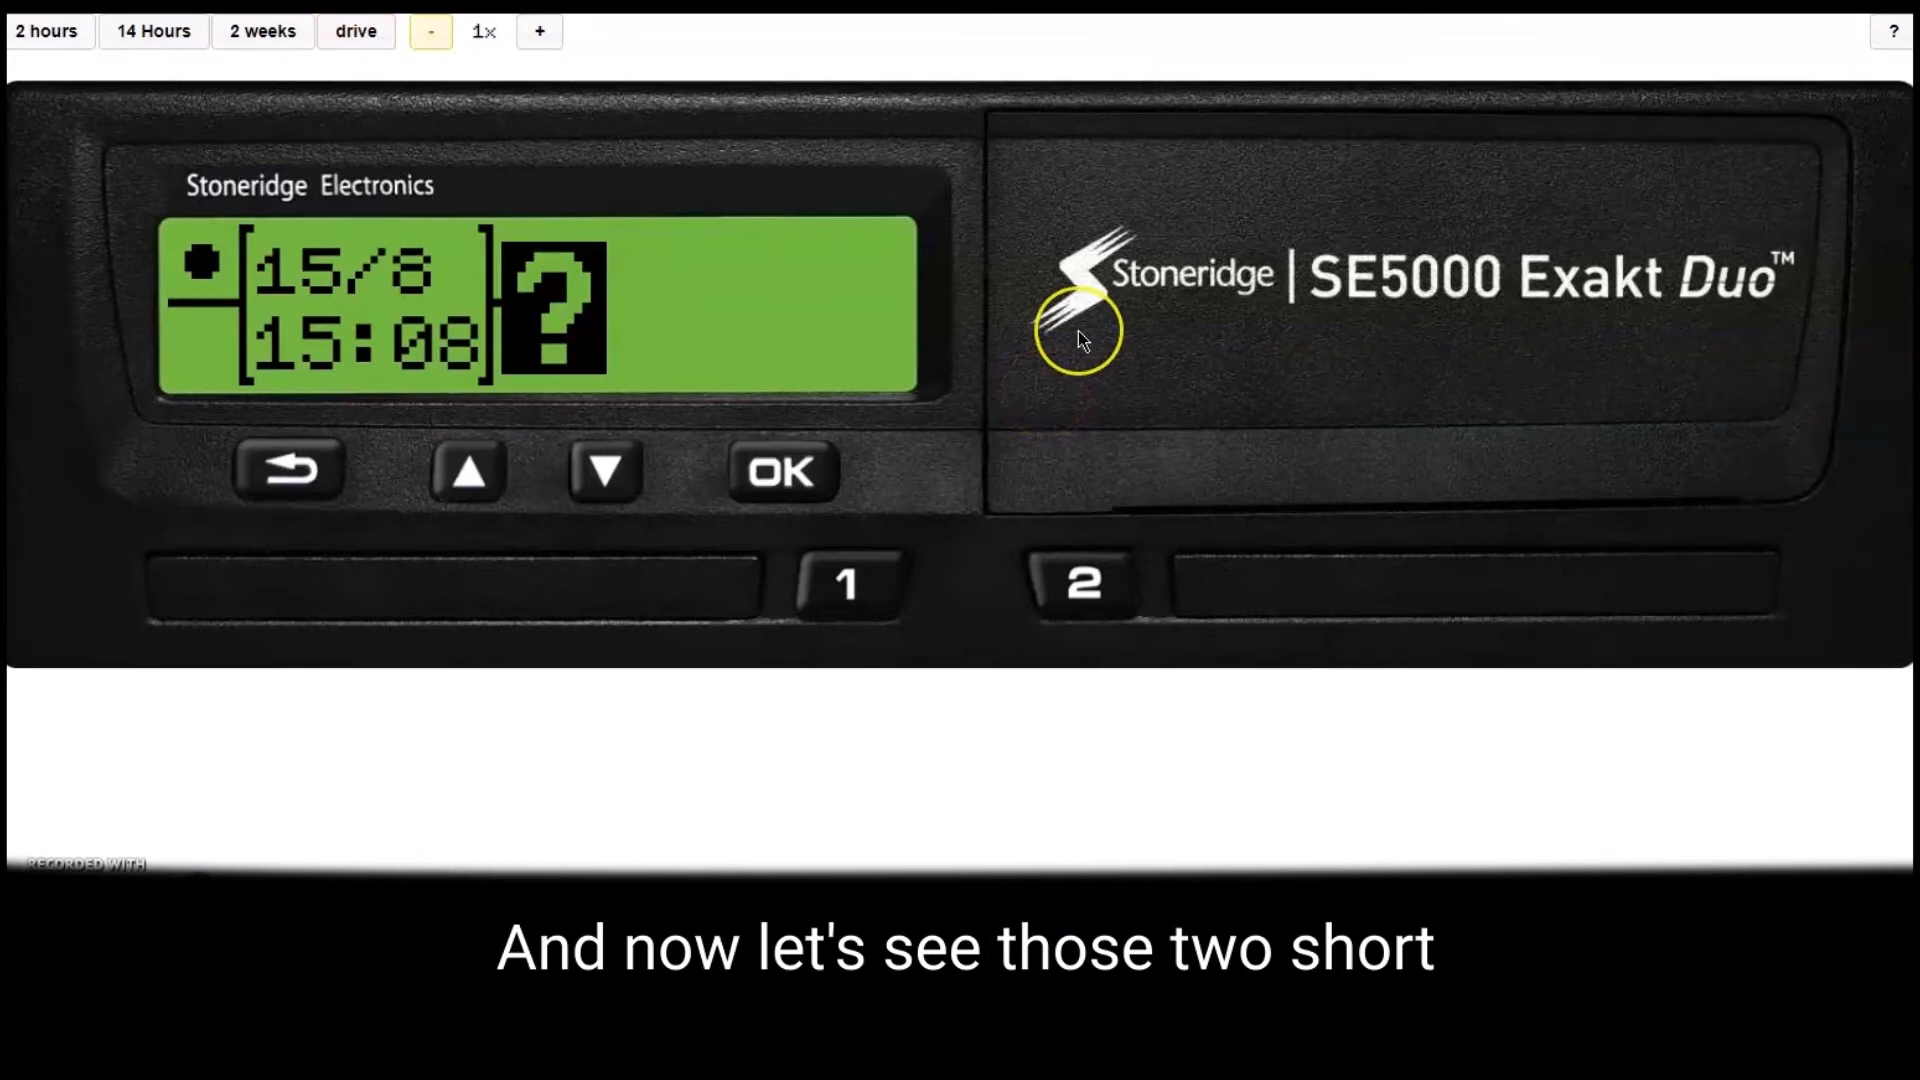 2 hours 14 Hours 2 weeks drive - 1x + ?
Stoneridge Electronics
15/8
15:08
?
Stoneridge | SE5000 Exakt Duo™
OK
1 2
RECORDED WITH
And now let's see those two short